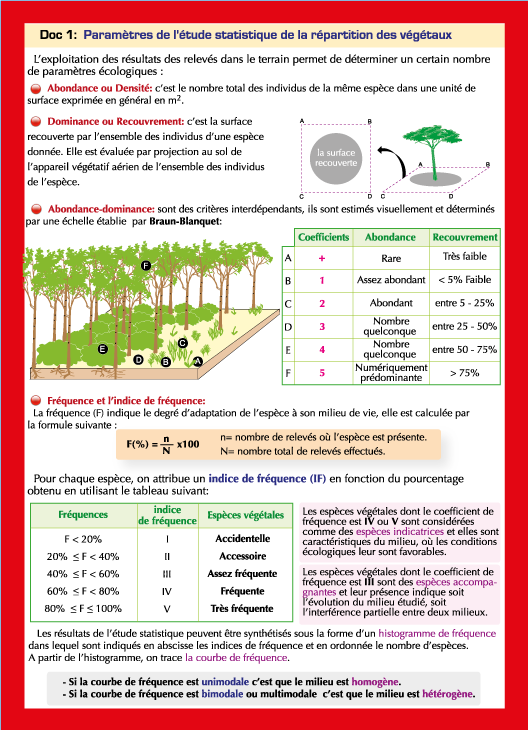 Doc 1: Paramètres de l'étude statistique de la répartition des végétaux
L'exploitation des résultats des relevés dans le terrain permet de déterminer un certain nombre
de paramètres écologiques :
Abondance ou Densité: c'est le nombre total des individus de la même espèce dans une unité de
surface exprimée en général en m².
Dominance ou Recouvrement: c'est la surface
recouverte par l'ensemble des individus d'une espèce
donnée. Elle est évaluée par projection au sol de
l'appareil végétatif aérien de l'ensemble des individus
de l'espèce.
A B
la surface
recouverte
C D
A B
C D
Abondance-dominance: sont des critères interdépendants, ils sont estimés visuellement et déterminés
par une échelle établie par Braun-Blanquet:
F
E D B C A
Coefficients Abondance Recouvrement
A + Rare Très faible
B 1 Assez abondant < 5% Faible
C 2 Abondant entre 5 - 25%
D 3 Nombre quelconque entre 25 - 50%
E 4 Nombre quelconque entre 50 - 75%
F 5 Numériquement prédominante > 75%
Fréquence et l'indice de fréquence:
La fréquence (F) indique le degré d'adaptation de l'espèce à son milieu de vie, elle est calculée par
la formule suivante :
F(%) = n/N x100
n= nombre de relevés où l'espèce est présente.
N= nombre total de relevés effectués.
Pour chaque espèce, on attribue un indice de fréquence (IF) en fonction du pourcentage
obtenu en utilisant le tableau suivant:
Fréquences indice de fréquence Espèces végétales
F < 20% I Accidentelle
20% ≤ F < 40% II Accessoire
40% ≤ F < 60% III Assez fréquente
60% ≤ F < 80% IV Fréquente
80% ≤ F ≤ 100% V Très fréquente
Les espèces végétales dont le coefficient de
fréquence est IV ou V sont considérées
comme des espèces indicatrices et elles sont
caractéristiques du milieu, où les conditions
écologiques leur sont favorables.
Les espèces végétales dont le coefficient de
fréquence est III sont des espèces accompa-
gnantes et leur présence indique soit
l'évolution du milieu étudié, soit
l'interférence partielle entre deux milieux.
Les résultats de l'étude statistique peuvent être synthétisés sous la forme d'un histogramme de fréquence
dans lequel sont indiqués en abscisse les indices de fréquence et en ordonnée le nombre d'espèces.
A partir de l'histogramme, on trace la courbe de fréquence.
- Si la courbe de fréquence est unimodale c'est que le milieu est homogène.
- Si la courbe de fréquence est bimodale ou multimodale c'est que le milieu est hétérogène.